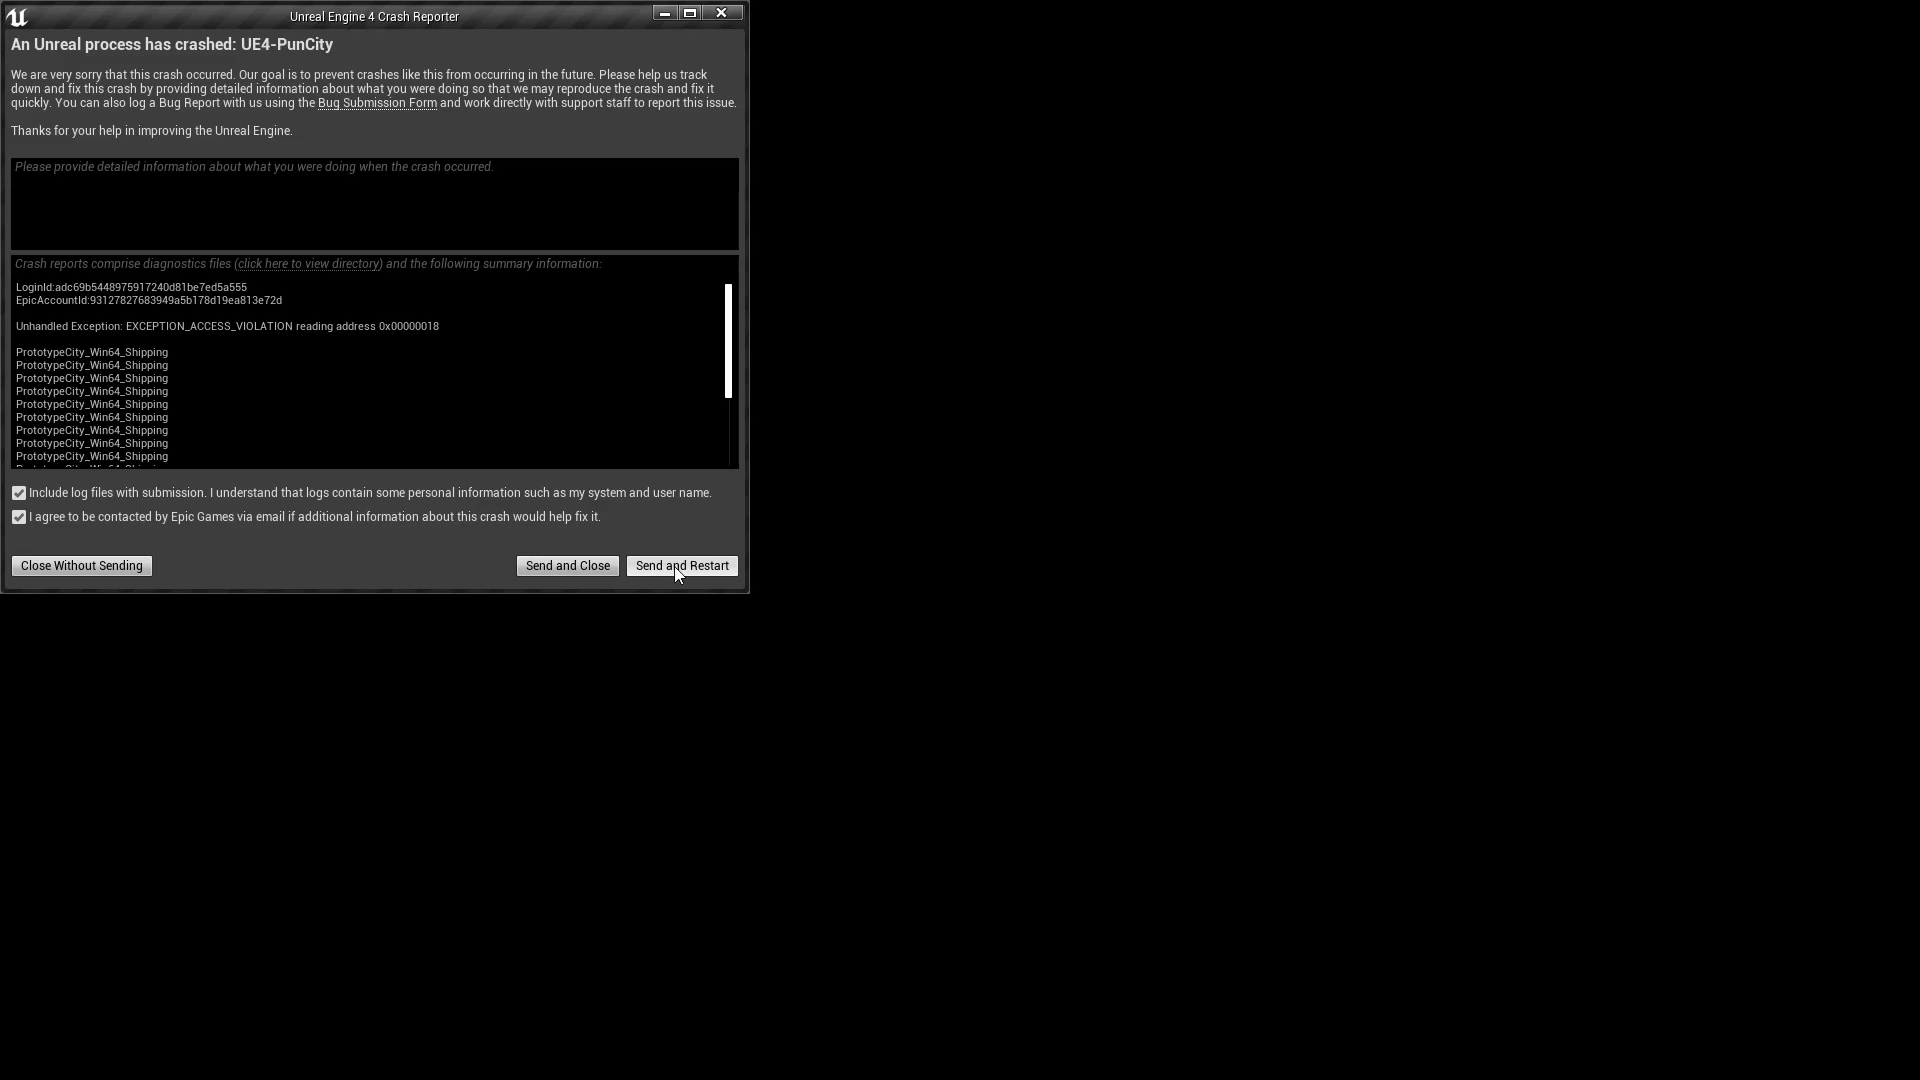 Unreal Engine 4 Crash Reporter
An Unreal process has crashed: UE4-PunCity
We are very sorry that this crash occurred. Our goal is to prevent crashes like this from occurring in the future. Please help us track
down and fix this crash by providing detailed information about what you were doing so that we may reproduce the crash and fix it
quickly. You can also log a Bug Report with us using the Bug Submission Form and work directly with support staff to report this issue.
Thanks for your help in improving the Unreal Engine.
Please provide detailed information about what you were doing when the crash occurred.
Crash reports comprise diagnostics files (click here to view directory) and the following summary information:
LoginId:adc69b5448975917240d81be7ed5a555
EpicAccountId:93127827683949a5b178d19ea813e72d
Unhandled Exception: EXCEPTION_ACCESS_VIOLATION reading address 0x00000018
PrototypeCity_Win64_Shipping
PrototypeCity_Win64_Shipping
PrototypeCity_Win64_Shipping
PrototypeCity_Win64_Shipping
PrototypeCity_Win64_Shipping
PrototypeCity_Win64_Shipping
PrototypeCity_Win64_Shipping
PrototypeCity_Win64_Shipping
PrototypeCity_Win64_Shipping
Include log files with submission. I understand that logs contain some personal information such as my system and user name.
I agree to be contacted by Epic Games via email if additional information about this crash would help fix it.
Close Without Sending
Send and Close
Send and Restart